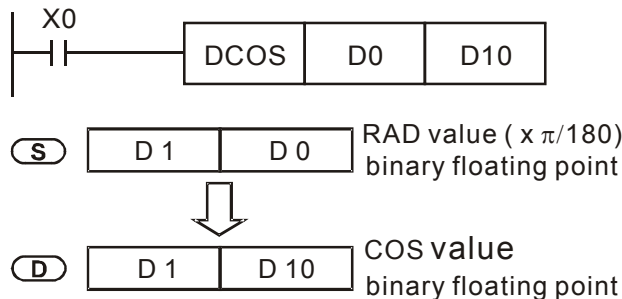 X0
DCOS D0 D10
S D 1 D 0 RAD value ( x π/180)
binary floating point
D D 1 D 10 COS value
binary floating point